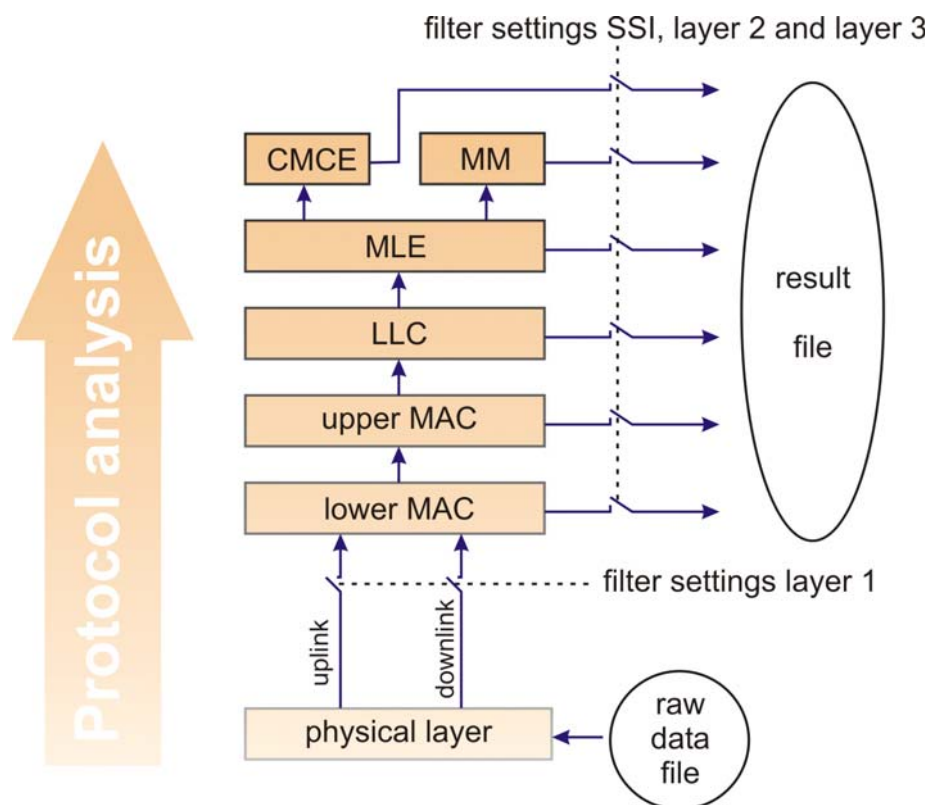 filter settings SSI, layer 2 and layer 3
CMCE
MM
MLE
LLC
upper MAC
lower MAC
result
file
filter settings layer 1
uplink
downlink
physical layer
raw
data
file
Protocol analysis